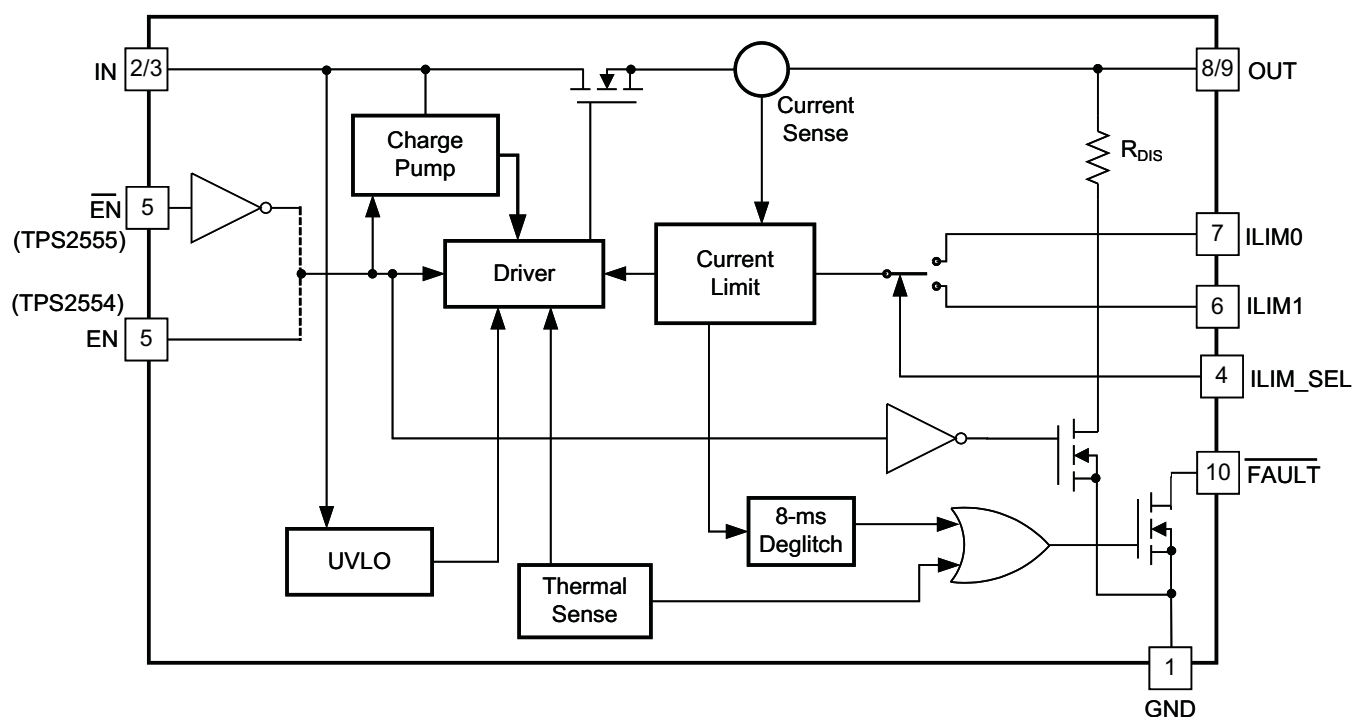 IN
2/3
8/9
OUT
Current
Sense
Charge
Pump
R_DIS
EN̅
5
(TPS2555)
7
ILIM0
Driver
Current
Limit
(TPS2554)
EN
5
6
ILIM1
4
ILIM_SEL
10
FAULT
8-ms
Deglitch
UVLO
Thermal
Sense
1
GND